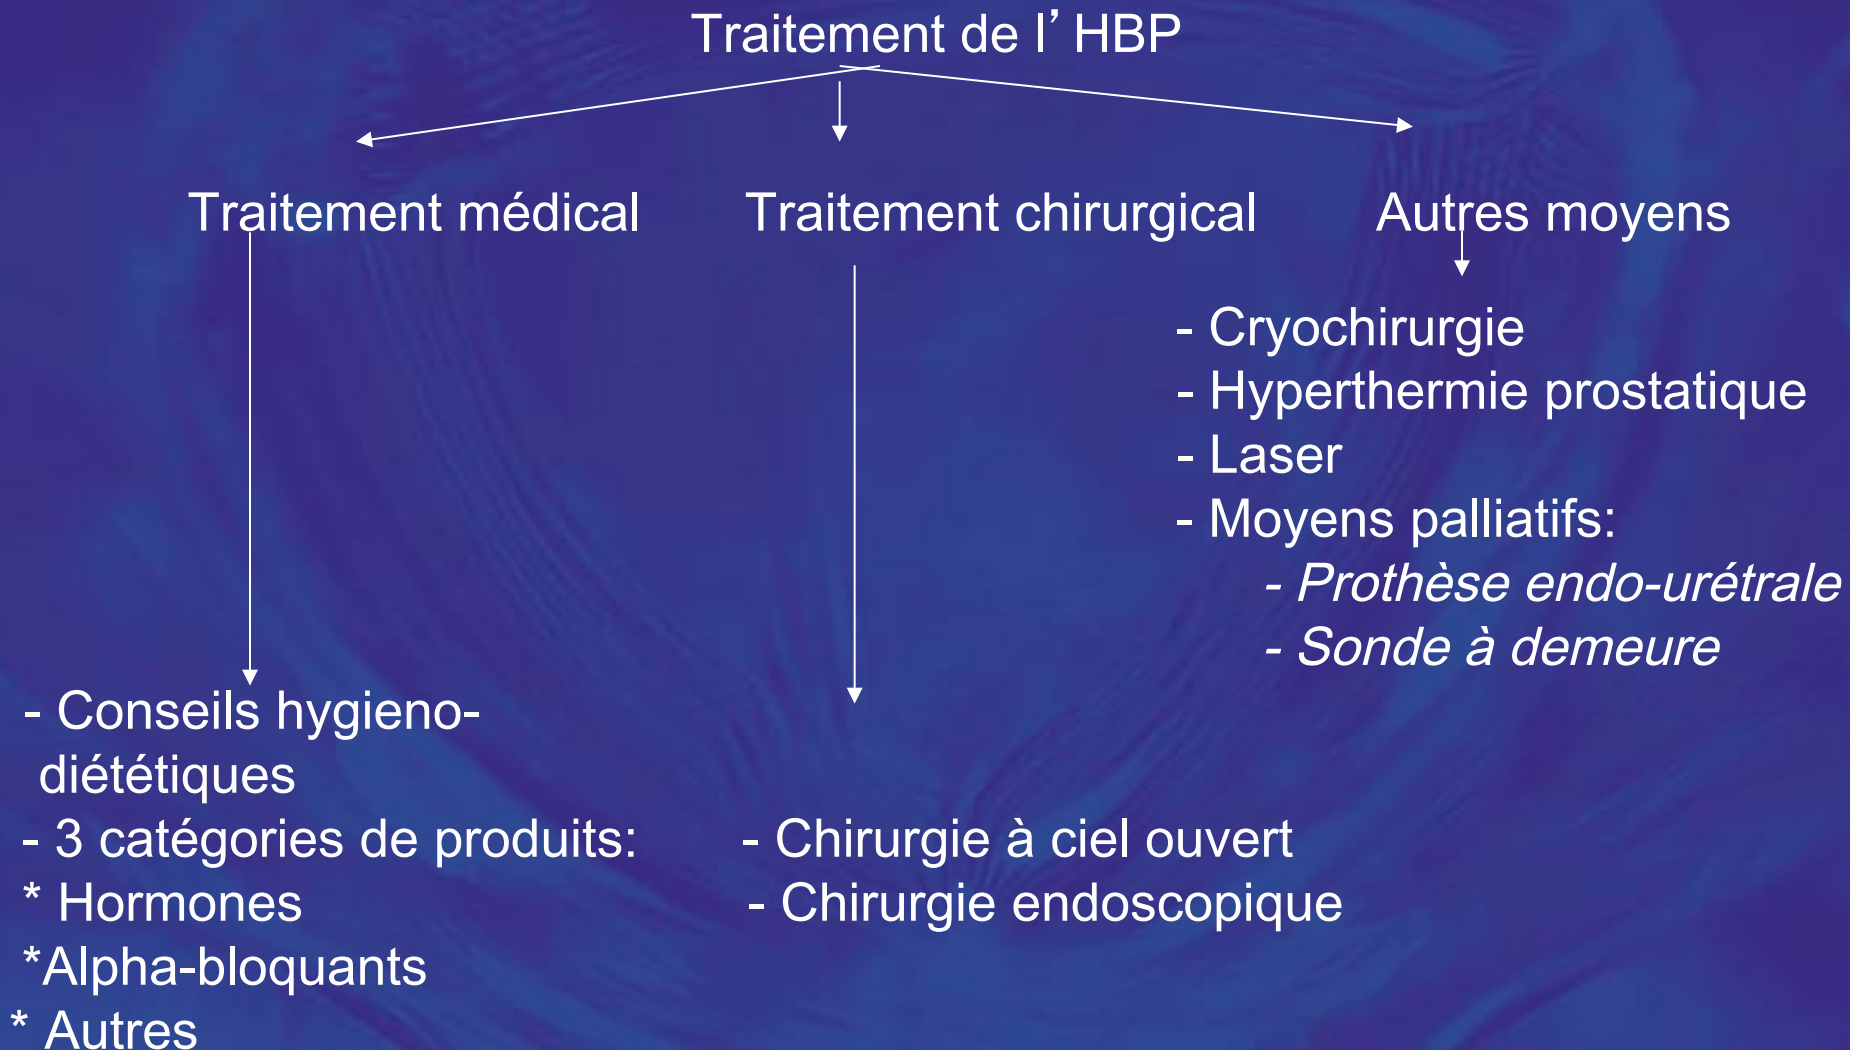 Traitement de l’ HBP
Traitement médical
Traitement chirurgical
Autres moyens
- Conseils hygieno-
diététiques
- 3 catégories de produits:
* Hormones
*Alpha-bloquants
* Autres
- Chirurgie à ciel ouvert
- Chirurgie endoscopique
- Cryochirurgie
- Hyperthermie prostatique
- Laser
- Moyens palliatifs:
- Prothèse endo-urétrale
- Sonde à demeure